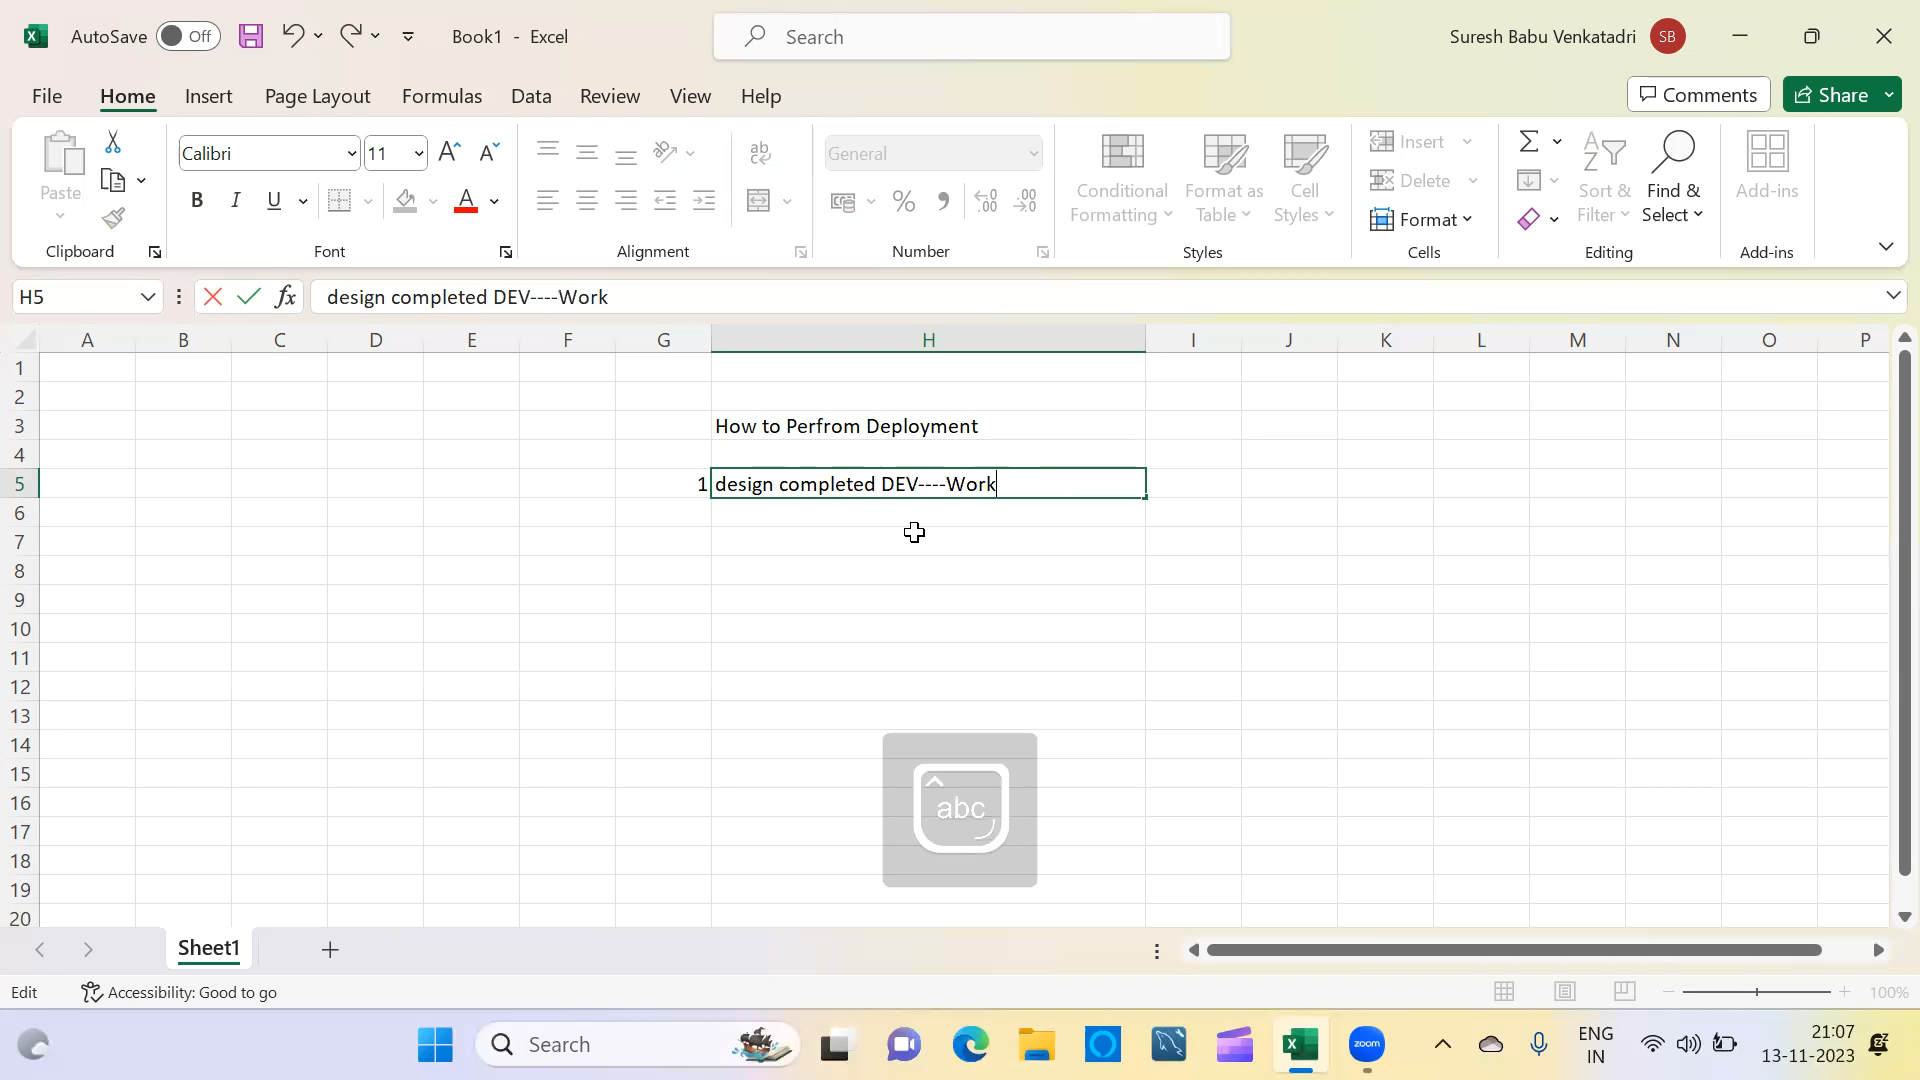 AutoSave Off Book1 - Excel Search Suresh Babu Venkatadri SB
File Home Insert Page Layout Formulas Data Review View Help Comments Share
Paste Calibri 11 General Conditional Formatting Format as Table Cell Styles Insert Delete Format Sort & Filter Find & Select Add-ins
Clipboard Font Alignment Number Styles Cells Editing Add-ins
H5 fx design completed DEV----Work
A B C D E F G H I J K L M N O P
1
2
3 How to Perfrom Deployment
4
5 1 design completed DEV----Work
6
7
8
9
10
11
12
13
14
15
16
17
18
19
20
abc
Sheet1
Edit Accessibility: Good to go 100%
Search zoom ENG IN 21:07 13-11-2023